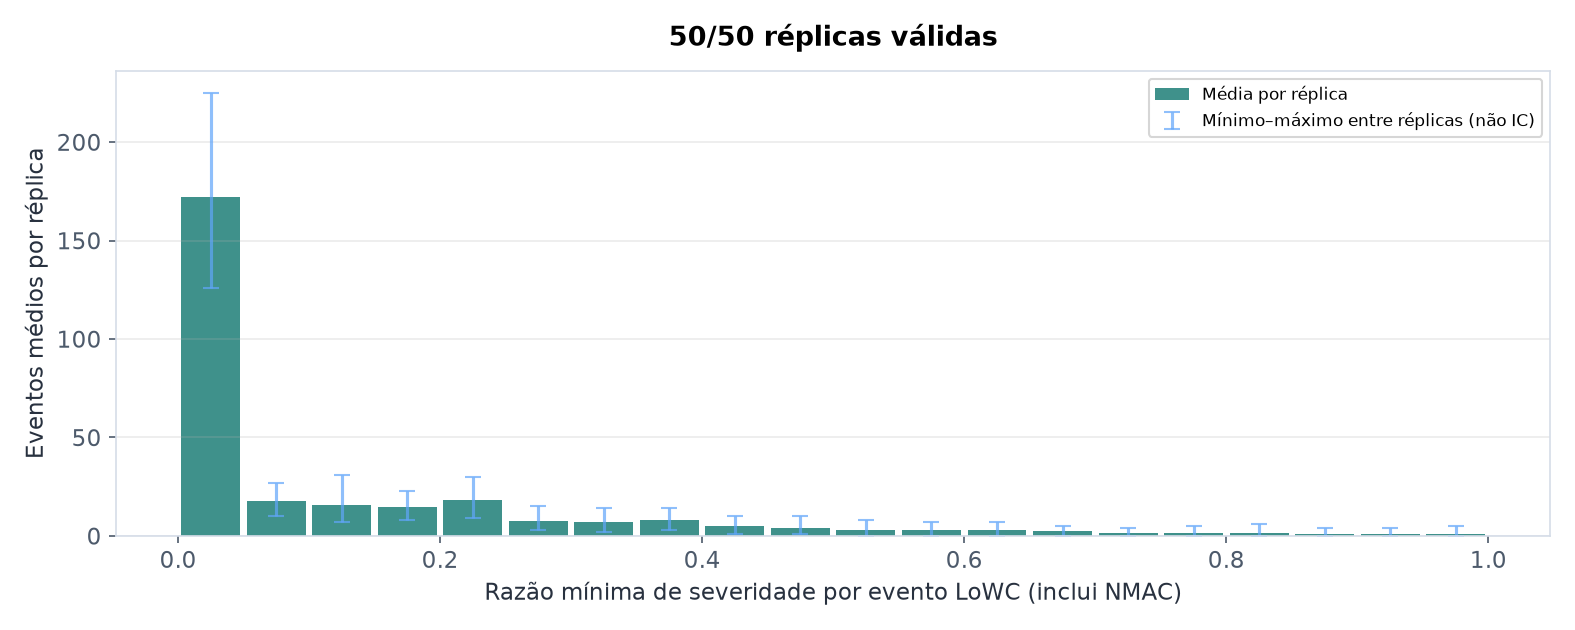 50/50 réplicas válidas
Média por réplica
Mínimo–máximo entre réplicas (não IC)
Eventos médios por réplica
200
150
100
50
0
0.0 0.2 0.4 0.6 0.8 1.0
Razão mínima de severidade por evento LoWC (inclui NMAC)